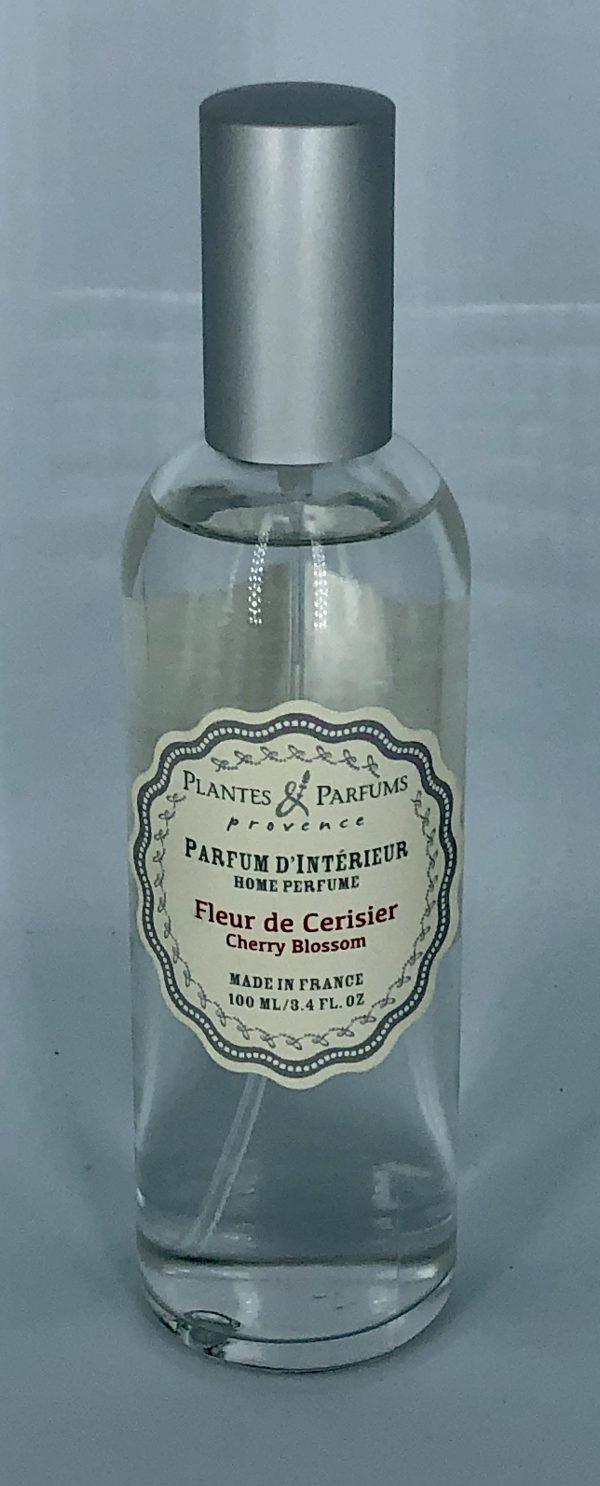 PLANTES & PARFUMS
provence
PARFUM D'INTÉRIEUR
HOME PERFUME
Fleur de Cerisier
Cherry Blossom
MADE IN FRANCE
100 ML/3.4 FL. OZ